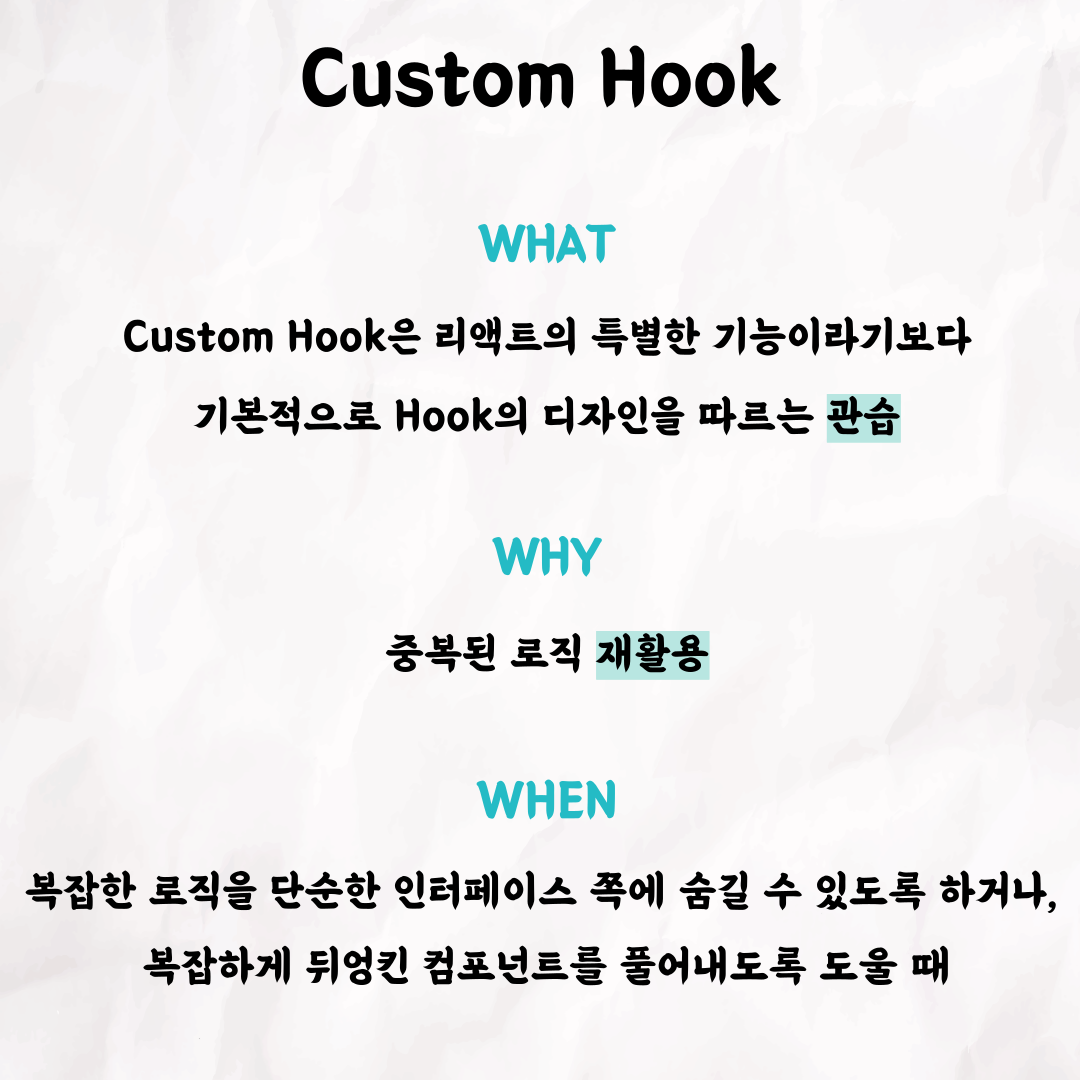 Custom Hook
WHAT
Custom Hook은 리액트의 특별한 기능이라기보다
기본적으로 Hook의 디자인을 따르는 관습
WHY
중복된 로직 재활용
WHEN
복잡한 로직을 단순한 인터페이스 쪽에 숨길 수 있도록 하거나,
복잡하게 뒤엉킨 컴포넌트를 풀어내도록 도울 때